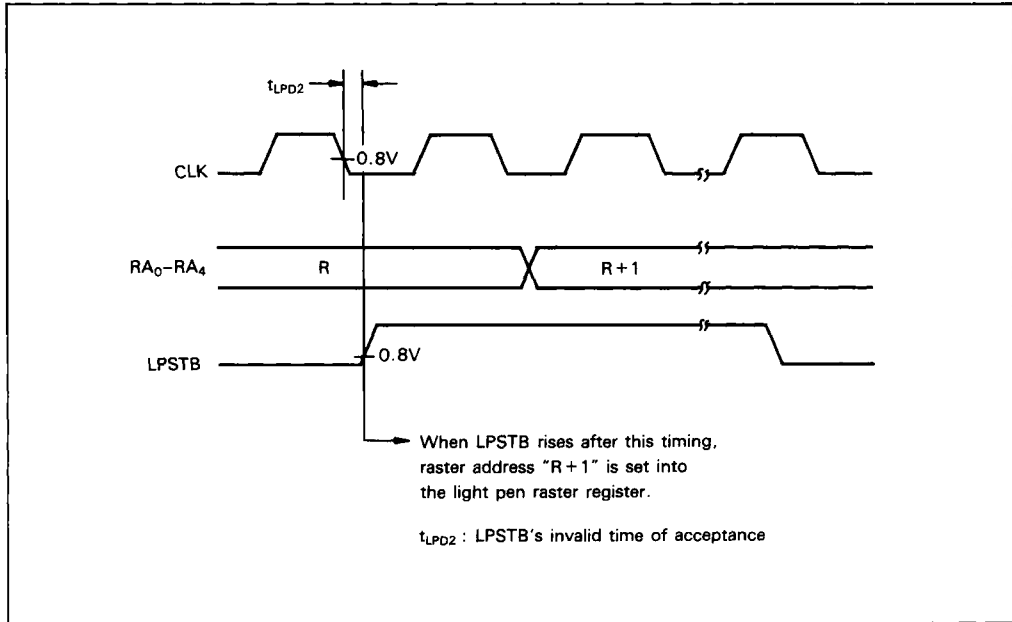 tLPD2
0.8V
CLK
RA0–RA4
R
R+1
0.8V
LPSTB
When LPSTB rises after this timing,
raster address "R+1" is set into
the light pen raster register.
tLPD2 : LPSTB's invalid time of acceptance